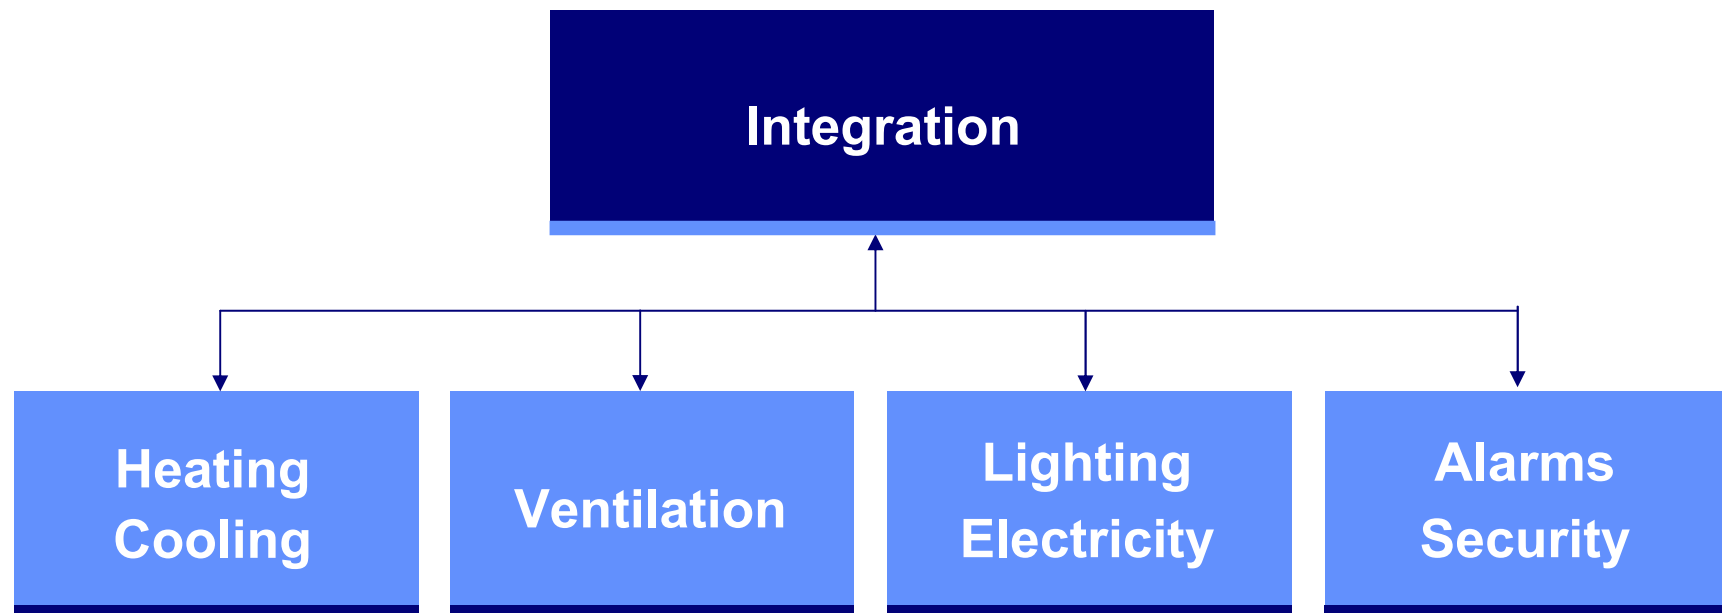 Integration
Heating
Cooling
Ventilation
Lighting
Electricity
Alarms
Security